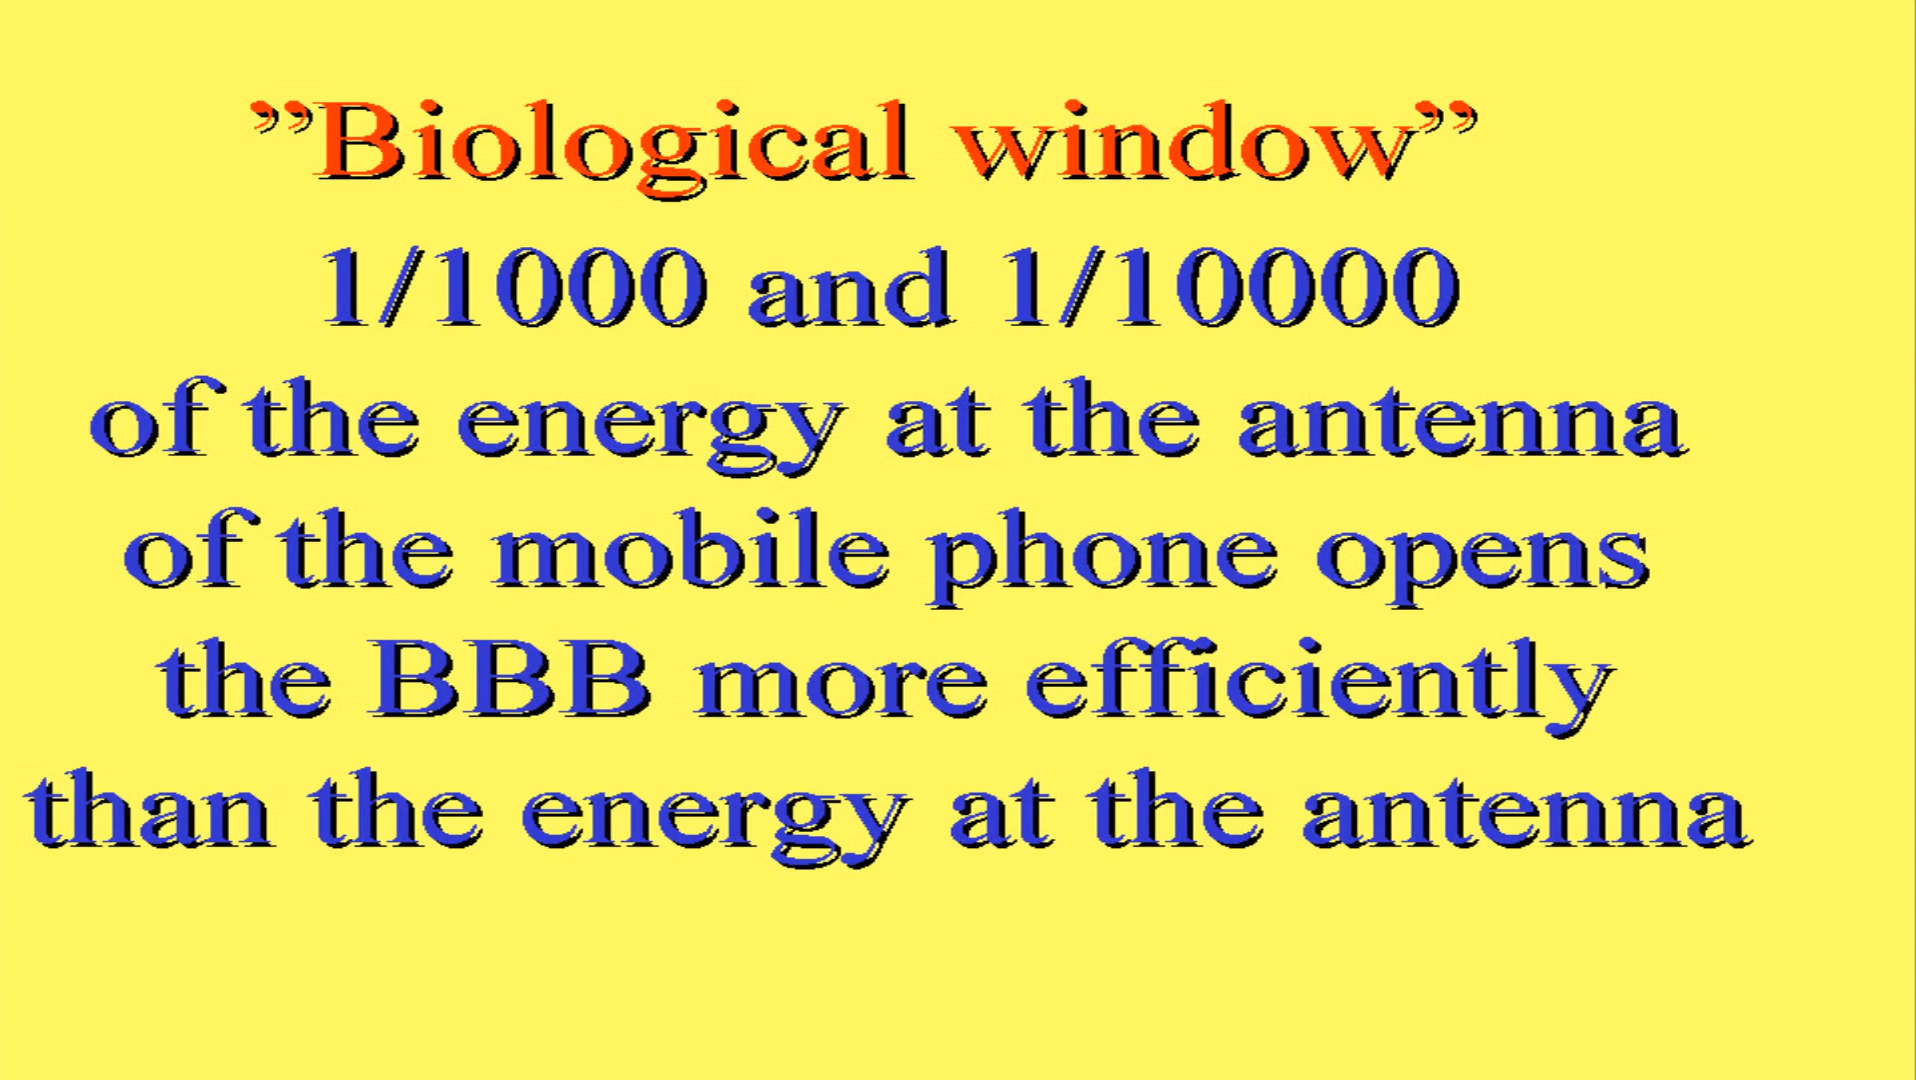 ”Biological window”
1/1000 and 1/10000
of the energy at the antenna
of the mobile phone opens
the BBB more efficiently
than the energy at the antenna